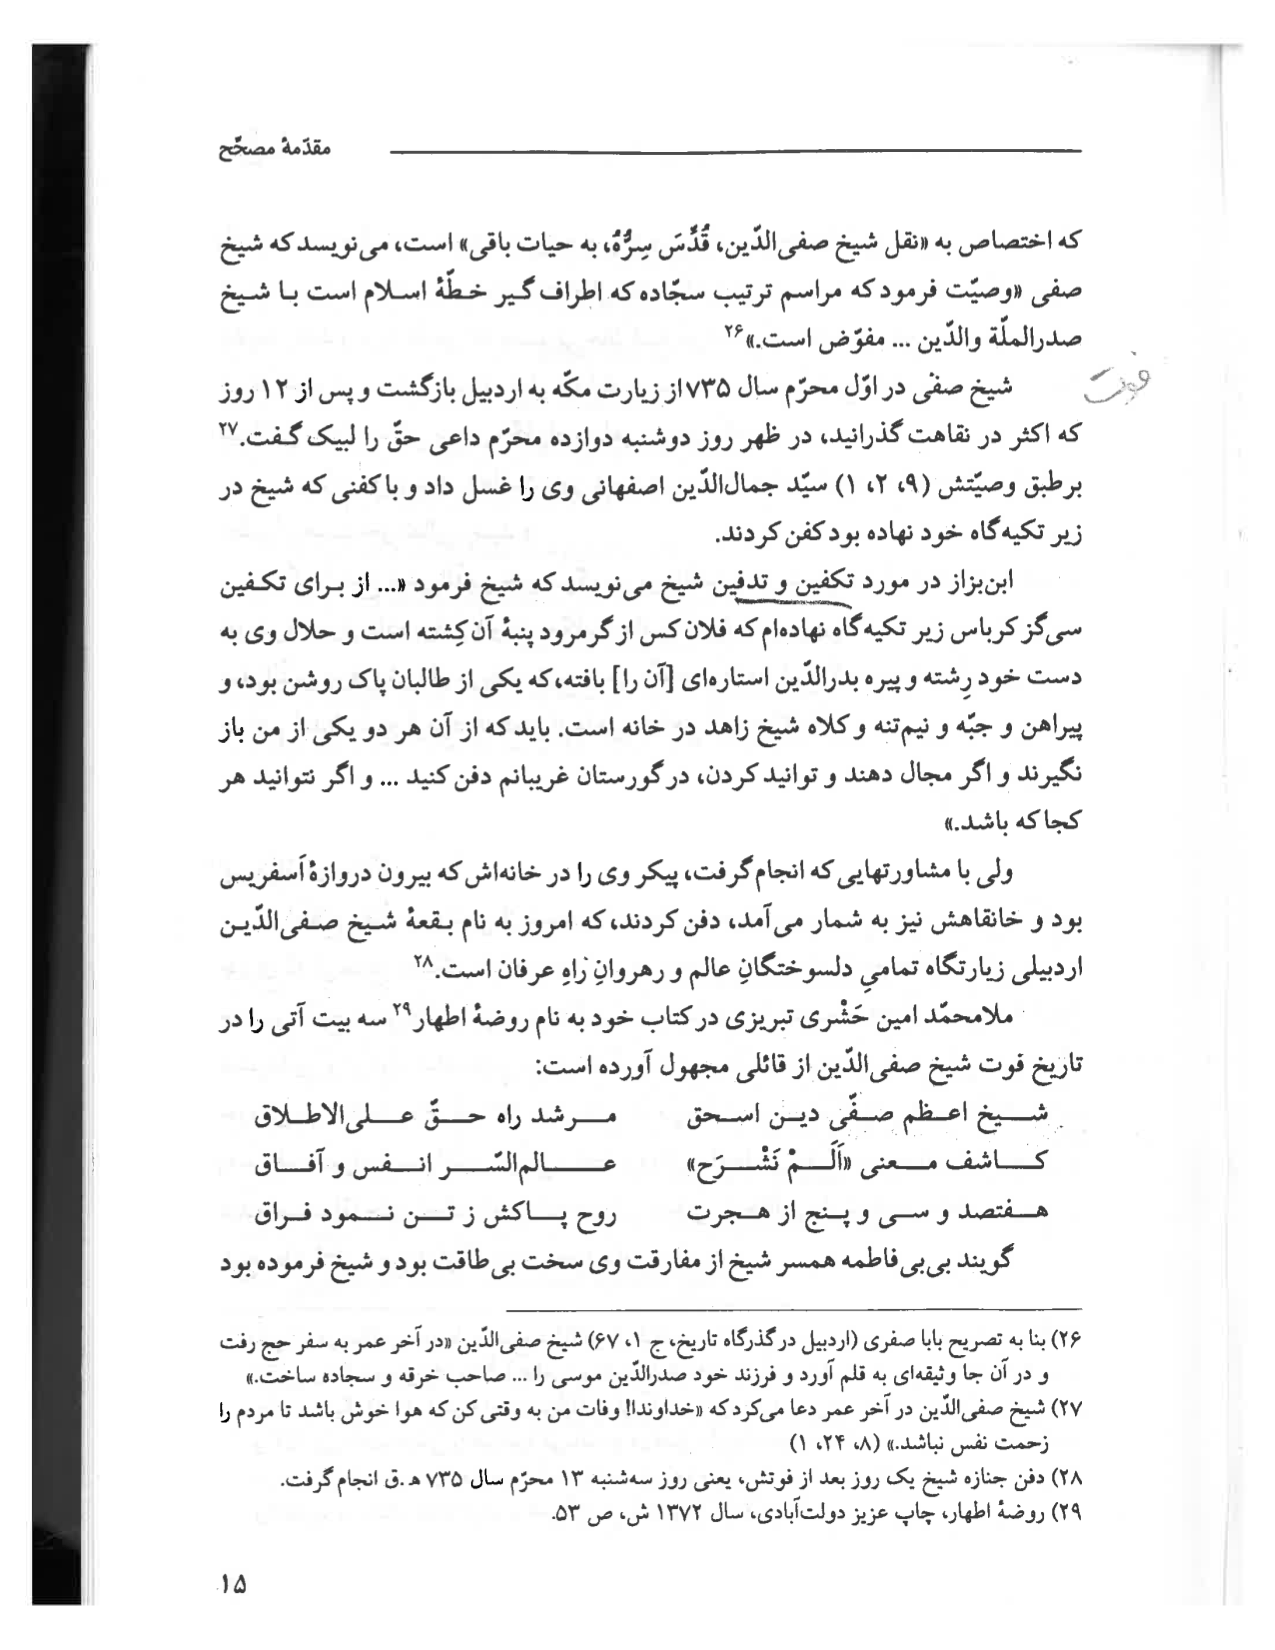 مقدّمهٔ مصحّح
که اختصاص به «نقل شیخ صفی‌الدّین، قُدِّسَ سِرُّهُ، به حیات باقی» است، می‌نویسد که شیخ
صفی «وصیّت فرمود که مراسم ترتیب سجّاده که اطراف گیر خطّهٔ اسلام است با شیخ
صدرالملّة والدّین ... مفوّض است.»۲۶
فوت
شیخ صفی در اوّل محرّم سال ۷۳۵ از زیارت مکّه به اردبیل بازگشت و پس از ۱۲ روز
که اکثر در نقاهت گذرانید، در ظهر روز دوشنبه دوازده محرّم داعی حقّ را لبیک گفت.۲۷
برطبق وصیّتش (۹، ۲، ۱) سیّد جمال‌الدّین اصفهانی وی را غسل داد و با کفنی که شیخ در
زیر تکیه‌گاه خود نهاده بود کفن کردند.
ابن‌بزاز در مورد تکفین و تدفین شیخ می‌نویسد که شیخ فرمود «... از برای تکفین
سی‌گز کرباس زیر تکیه‌گاه نهاده‌ام که فلان کس از گرمرود پنبهٔ آن کِشته است و حلال وی به
دست خود رِشته و پیره بدرالدّین استاره‌ای [آن را] بافته، که یکی از طالبان پاک روشن بود، و
پیراهن و جبّه و نیم‌تنه و کلاه شیخ زاهد در خانه است. باید که از آن هر دو یکی از من باز
نگیرند و اگر مجال دهند و توانید کردن، در گورستان غریبانم دفن کنید ... و اگر نتوانید هر
کجا که باشد.»
ولی با مشاورتهایی که انجام گرفت، پیکر وی را در خانه‌اش که بیرون دروازهٔ اَسفریس
بود و خانقاهش نیز به شمار می‌آمد، دفن کردند، که امروز به نام بقعهٔ شیخ صفی‌الدّین
اردبیلی زیارتگاه تمامیِ دلسوختگانِ عالم و رهروانِ راهِ عرفان است.۲۸
ملامحمّد امین حَشْری تبریزی در کتاب خود به نام روضهٔ اطهار۲۹ سه بیت آتی را در
تاریخ فوت شیخ صفی‌الدّین از قائلی مجهول آورده است:
شیخ اعظم صفّی دین اسحق مرشد راه حقّ علی‌الاطلاق
کاشف معنی «اَلَمْ نَشْرَح» عالم‌السّر انفس و آفاق
هفتصد و سی و پنج از هجرت روح پاکش ز تن نمود فراق
گویند بی‌بی‌فاطمه همسر شیخ از مفارقت وی سخت بی‌طاقت بود و شیخ فرموده بود
۲۶) بنا به تصریح بابا صفری (اردبیل در گذرگاه تاریخ، ج ۱، ۶۷) شیخ صفی‌الدّین «در آخر عمر به سفر حج رفت
و در آن جا وثیقه‌ای به قلم آورد و فرزند خود صدرالدّین موسی را ... صاحب خرقه و سجاده ساخت.»
۲۷) شیخ صفی‌الدّین در آخر عمر دعا می‌کرد که «خداوندا! وفات من به وقتی کن که هوا خوش باشد تا مردم را
زحمت نفس نباشد.» (۸، ۲۴، ۱)
۲۸) دفن جنازه شیخ یک روز بعد از فوتش، یعنی روز سه‌شنبه ۱۳ محرّم سال ۷۳۵ ه‍.ق انجام گرفت.
۲۹) روضهٔ اطهار، چاپ عزیز دولت‌آبادی، سال ۱۳۷۲ ش، ص ۵۳.
۱۵